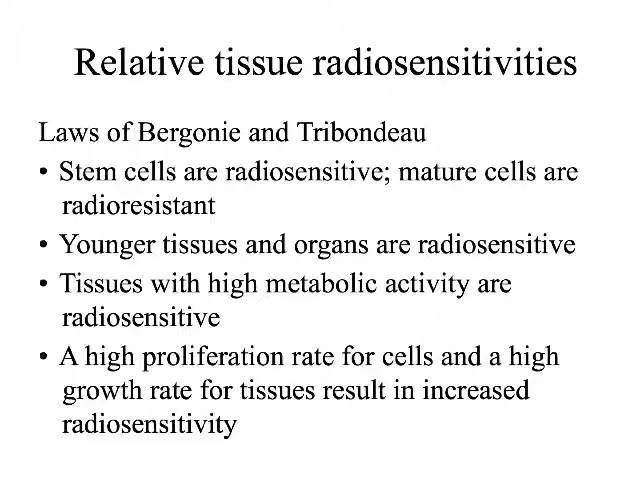 Relative tissue radiosensitivities
Laws of Bergonie and Tribondeau
• Stem cells are radiosensitive; mature cells are
radioresistant
• Younger tissues and organs are radiosensitive
• Tissues with high metabolic activity are
radiosensitive
• A high proliferation rate for cells and a high
growth rate for tissues result in increased
radiosensitivity